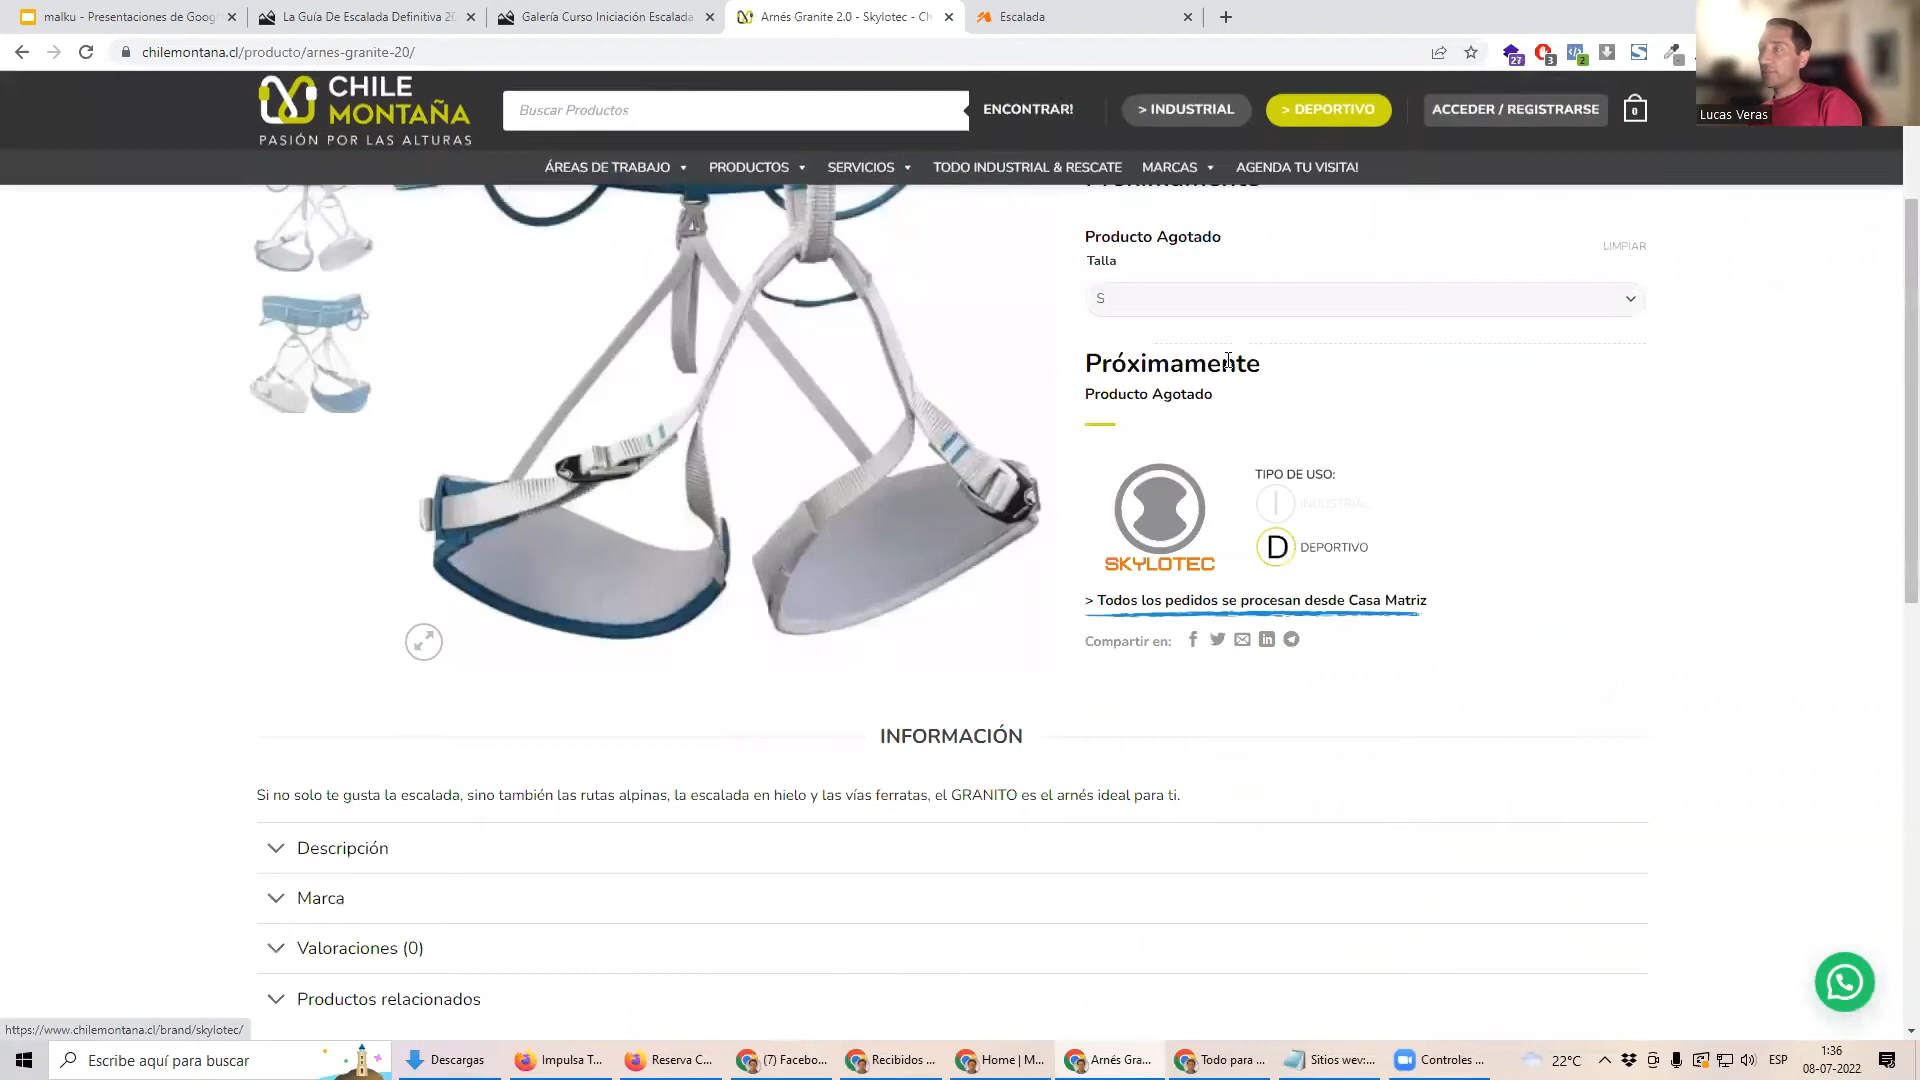 malku - Presentaciones de Goog
La Guía De Escalada Definitiva 20
Galería Curso Iniciación Escalada
Arnés Granite 2.0 - Skylotec - Ch
Escalada
chilemontana.cl/producto/arnes-granite-20/
27
3
2
Lucas Veras
CHILE
MONTAÑA
PASIÓN POR LAS ALTURAS
Buscar Productos
ENCONTRAR!
> INDUSTRIAL
> DEPORTIVO
ACCEDER / REGISTRARSE
0
ÁREAS DE TRABAJO
PRODUCTOS
SERVICIOS
TODO INDUSTRIAL & RESCATE
MARCAS
AGENDA TU VISITA!
Próximamente
Producto Agotado
LIMPIAR
Talla
S
Próximamente
Producto Agotado
SKYLOTEC
TIPO DE USO:
I INDUSTRIAL
D DEPORTIVO
> Todos los pedidos se procesan desde Casa Matriz
Compartir en:
INFORMACIÓN
Si no solo te gusta la escalada, sino también las rutas alpinas, la escalada en hielo y las vías ferratas, el GRANITO es el arnés ideal para ti.
Descripción
Marca
Valoraciones (0)
Productos relacionados
https://www.chilemontana.cl/brand/skylotec/
Escribe aquí para buscar
Descargas
Impulsa T...
Reserva C...
(7) Facebo...
Recibidos ...
Home | M...
Arnés Gra...
Todo para ...
Sitios wev:...
Controles ...
22°C
ESP
1:36
08-07-2022